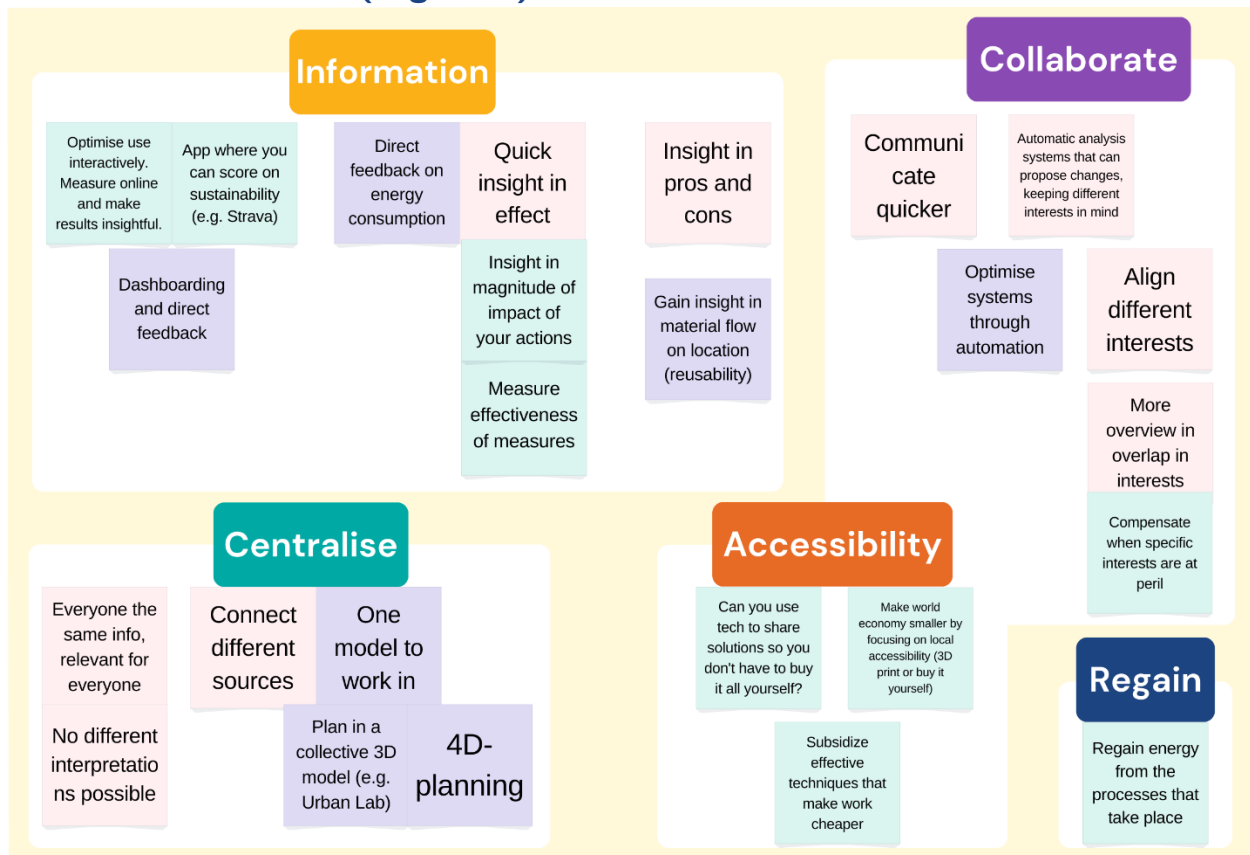 Information
Optimise use
interactively.
Measure online
and make
results insightful.
App where you
can score on
sustainability
(e.g. Strava)
Dashboarding
and direct
feedback
Direct
feedback on
energy
consumption
Quick
insight in
effect
Insight in
magnitude of
impact of
your actions
Measure
effectiveness
of measures
Insight in
pros and
cons
Gain insight in
material flow
on location
(reusability)
Collaborate
Communi
cate
quicker
Automatic analysis
systems that can
propose changes,
keeping different
interests in mind
Optimise
systems
through
automation
Align
different
interests
More
overview in
overlap in
interests
Compensate
when specific
interests are at
peril
Centralise
Everyone the
same info,
relevant for
everyone
No different
interpretatio
ns possible
Connect
different
sources
One
model to
work in
Plan in a
collective 3D
model (e.g.
Urban Lab)
4D-
planning
Accessibility
Can you use
tech to share
solutions so you
don't have to buy
it all yourself?
Make world
economy smaller by
focusing on local
accessibility (3D
print or buy it
yourself)
Subsidize
effective
techniques that
make work
cheaper
Regain
Regain energy
from the
processes that
take place